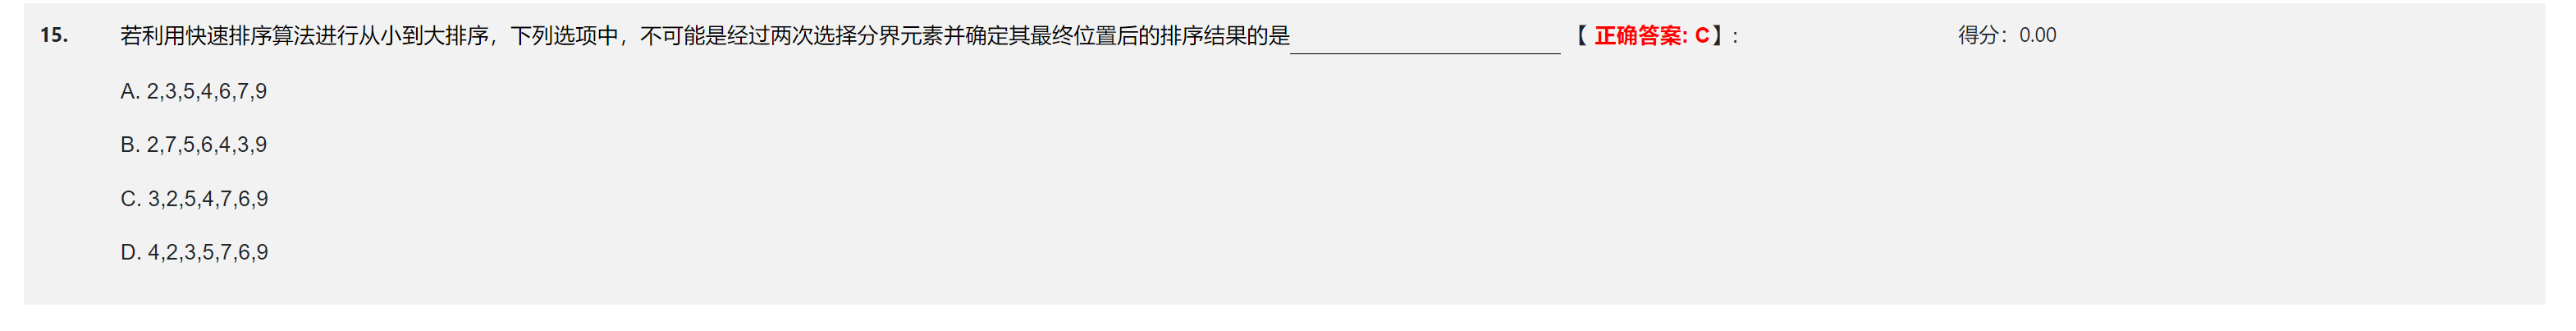 15. 若利用快速排序算法进行从小到大排序，下列选项中，不可能是经过两次选择分界元素并确定其最终位置后的排序结果的是____________【 正确答案: C】: 得分：0.00
A. 2,3,5,4,6,7,9
B. 2,7,5,6,4,3,9
C. 3,2,5,4,7,6,9
D. 4,2,3,5,7,6,9